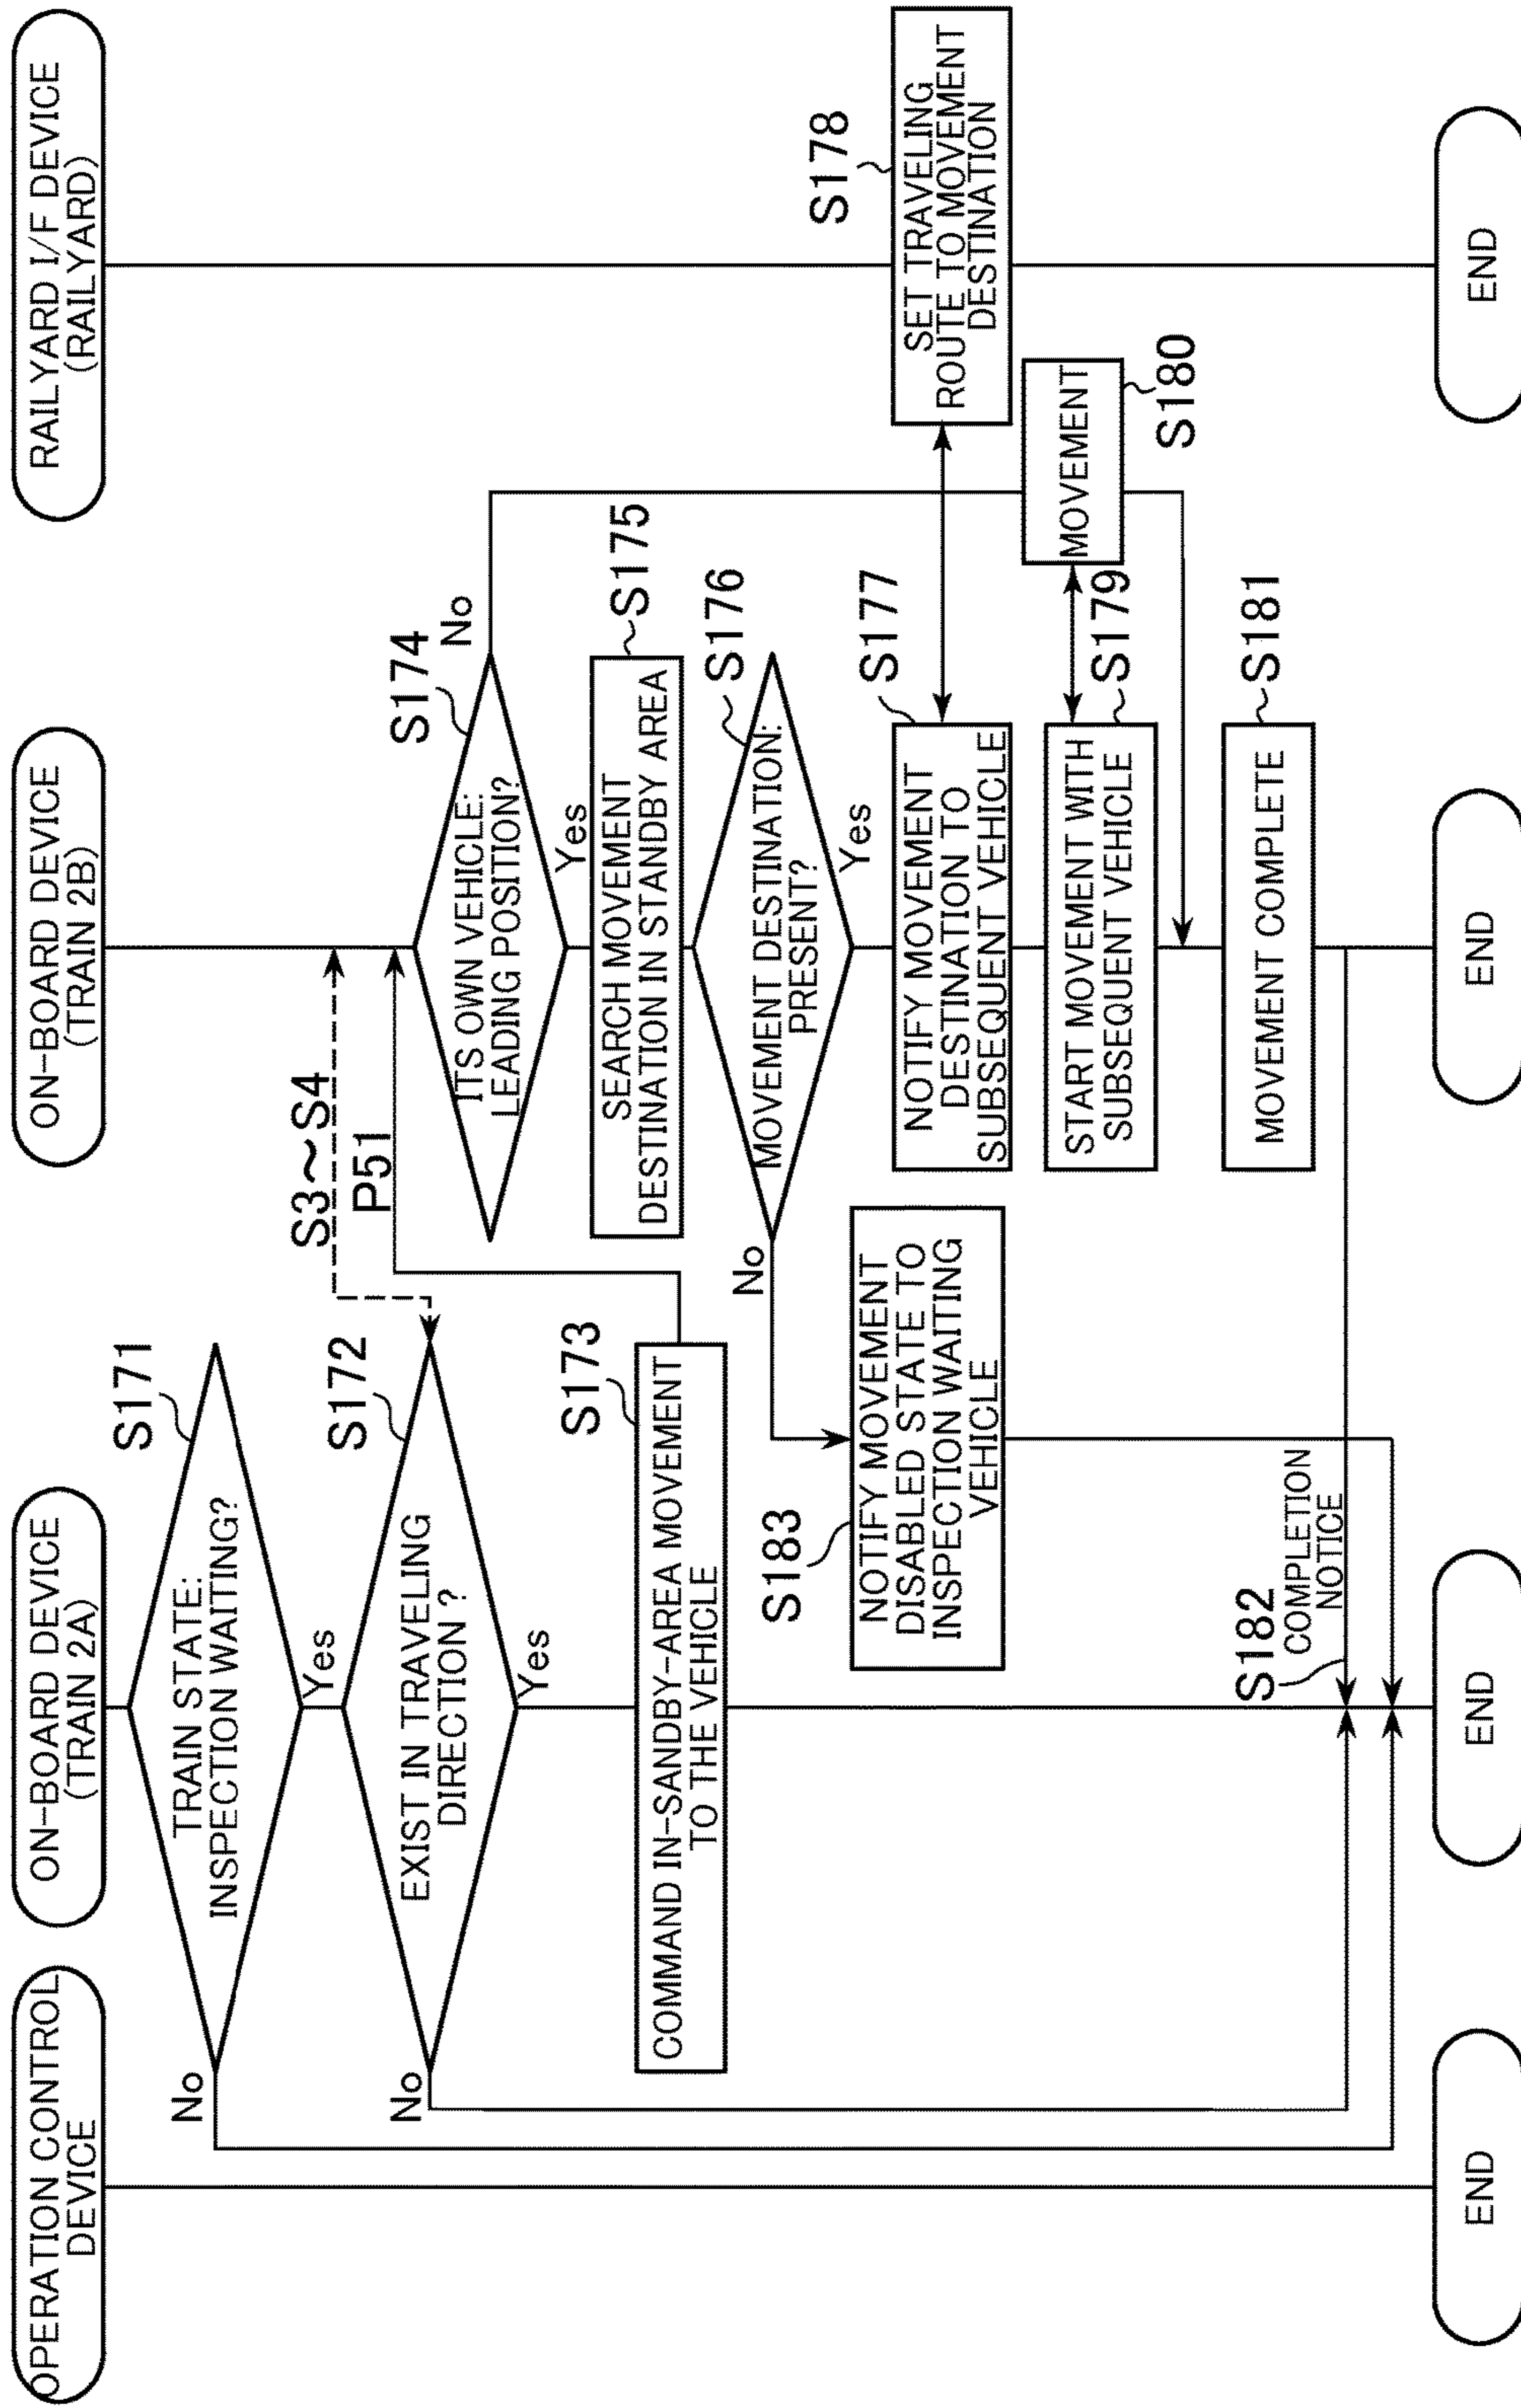 OPERATION CONTROL
DEVICE
ON-BOARD DEVICE
(TRAIN 2A)
ON-BOARD DEVICE
(TRAIN 2B)
RAILYARD I/F DEVICE
(RAILYARD)
S171
TRAIN STATE:
INSPECTION WAITING?
No
Yes
S3~S4
P51
S172
EXIST IN TRAVELING
DIRECTION ?
No
Yes
S174
ITS OWN VEHICLE:
LEADING POSITION?
No
Yes
S173
COMMAND IN-SANDBY-AREA MOVEMENT
TO THE VEHICLE
S175
SEARCH MOVEMENT
DESTINATION IN STANDBY AREA
S176
MOVEMENT DESTINATION:
PRESENT?
No
Yes
S183
NOTIFY MOVEMENT
DISABLED STATE TO
INSPECTION WAITING
VEHICLE
S177
NOTIFY MOVEMENT
DESTINATION TO
SUBSEQUENT VEHICLE
S178
SET TRAVELING
ROUTE TO MOVEMENT
DESTINATION
S179
START MOVEMENT WITH
SUBSEQUENT VEHICLE
MOVEMENT
S180
S181
MOVEMENT COMPLETE
S182
COMPLETION
NOTICE
END
END
END
END